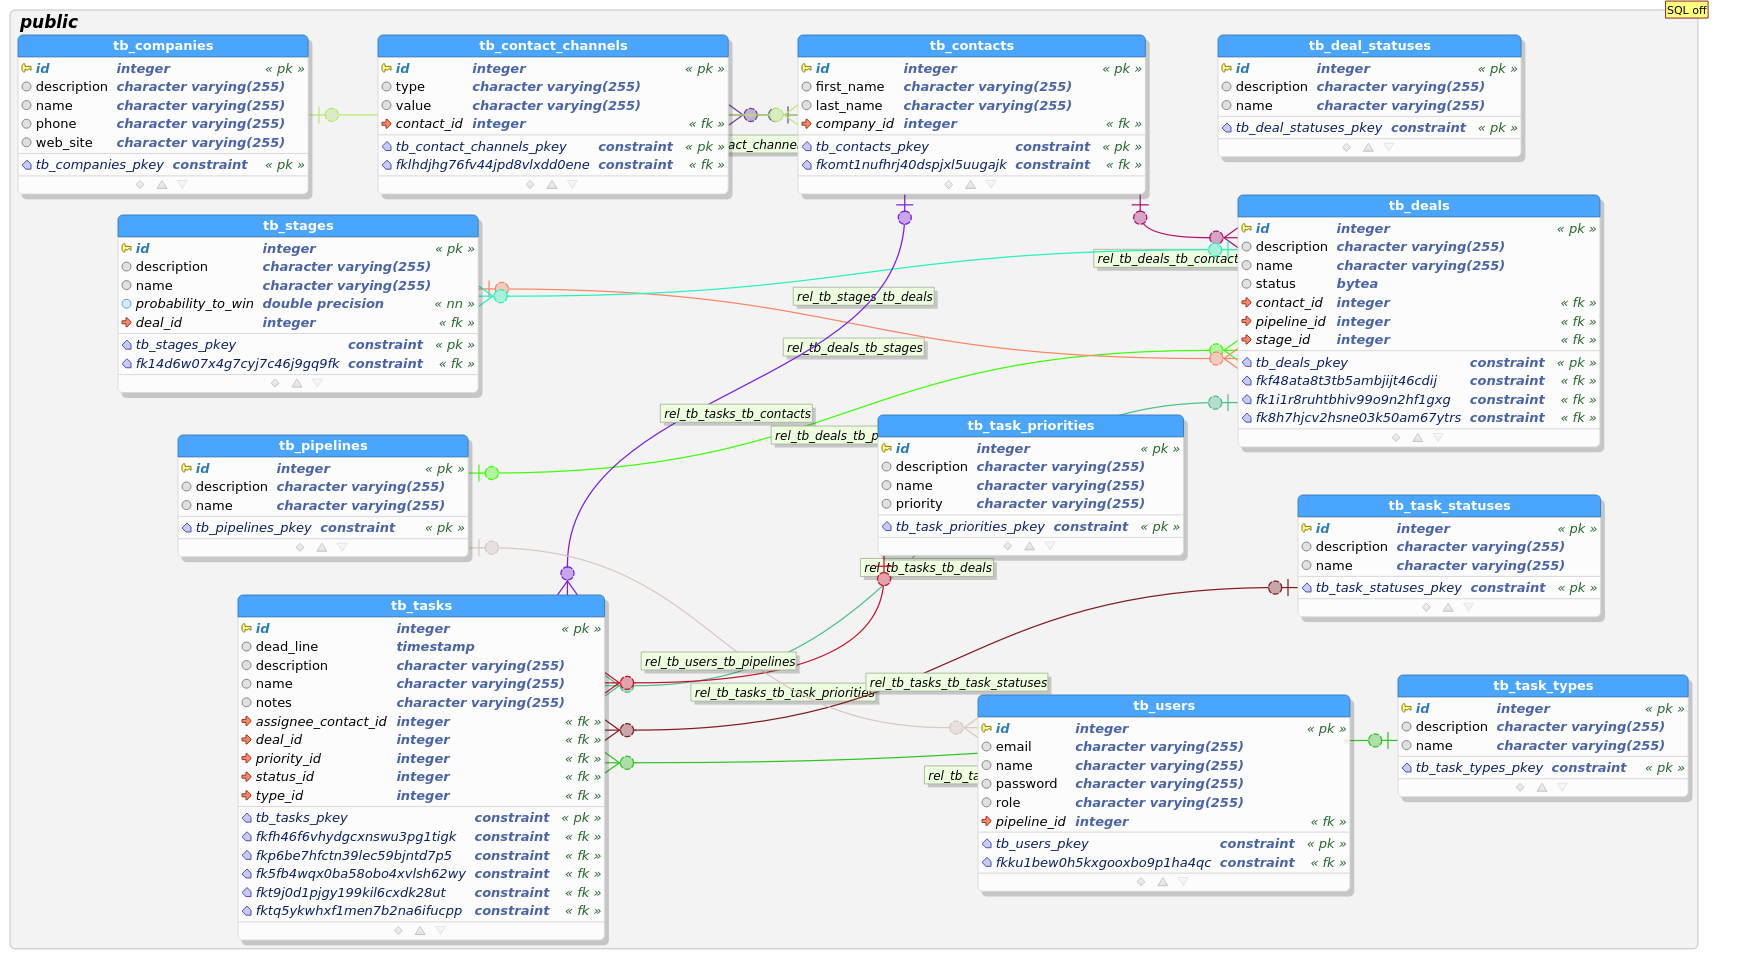 SQL off
public
tb_companies
id integer « pk »
description character varying(255)
name character varying(255)
phone character varying(255)
web_site character varying(255)
tb_companies_pkey constraint « pk »
tb_contact_channels
id integer « pk »
type character varying(255)
value character varying(255)
contact_id integer « fk »
tb_contact_channels_pkey constraint « pk »
fklhdjhg76fv44jpd8vlxdd0ene constraint « fk »
act_channe
tb_contacts
id integer « pk »
first_name character varying(255)
last_name character varying(255)
company_id integer « fk »
tb_contacts_pkey constraint « pk »
fkomt1nufhrj40dspjxl5uugajk constraint « fk »
tb_deal_statuses
id integer « pk »
description character varying(255)
name character varying(255)
tb_deal_statuses_pkey constraint « pk »
tb_stages
id integer « pk »
description character varying(255)
name character varying(255)
probability_to_win double precision « nn »
deal_id integer « fk »
tb_stages_pkey constraint « pk »
fk14d6w07x4g7cyj7c46j9gq9fk constraint « fk »
rel_tb_deals_tb_contact
rel_tb_stages_tb_deals
rel_tb_deals_tb_stages
rel_tb_tasks_tb_contacts
rel_tb_deals_tb_p
tb_deals
id integer « pk »
description character varying(255)
name character varying(255)
status bytea
contact_id integer « fk »
pipeline_id integer « fk »
stage_id integer « fk »
tb_deals_pkey constraint « pk »
fkf48ata8t3tb5ambjijt46cdij constraint « fk »
fk1i1r8ruhtbhiv99o9n2hf1gxg constraint « fk »
fk8h7hjcv2hsne03k50am67ytrs constraint « fk »
tb_pipelines
id integer « pk »
description character varying(255)
name character varying(255)
tb_pipelines_pkey constraint « pk »
tb_task_priorities
id integer « pk »
description character varying(255)
name character varying(255)
priority character varying(255)
tb_task_priorities_pkey constraint « pk »
rel_tb_tasks_tb_deals
tb_task_statuses
id integer « pk »
description character varying(255)
name character varying(255)
tb_task_statuses_pkey constraint « pk »
tb_tasks
id integer « pk »
dead_line timestamp
description character varying(255)
name character varying(255)
notes character varying(255)
assignee_contact_id integer « fk »
deal_id integer « fk »
priority_id integer « fk »
status_id integer « fk »
type_id integer « fk »
tb_tasks_pkey constraint « pk »
fkfh46f6vhydgcxnswu3pg1tigk constraint « fk »
fkp6be7hfctn39lec59bjntd7p5 constraint « fk »
fk5fb4wqx0ba58obo4xvlsh62wy constraint « fk »
fkt9j0d1pjgy199kil6cxdk28ut constraint « fk »
fktq5ykwhxf1men7b2na6ifucpp constraint « fk »
rel_tb_users_tb_pipelines
rel_tb_tasks_tb_task_priorities
rel_tb_tasks_tb_task_statuses
rel_tb_ta
tb_users
id integer « pk »
email character varying(255)
name character varying(255)
password character varying(255)
role character varying(255)
pipeline_id integer « fk »
tb_users_pkey constraint « pk »
fkku1bew0h5kxgooxbo9p1ha4qc constraint « fk »
tb_task_types
id integer « pk »
description character varying(255)
name character varying(255)
tb_task_types_pkey constraint « pk »